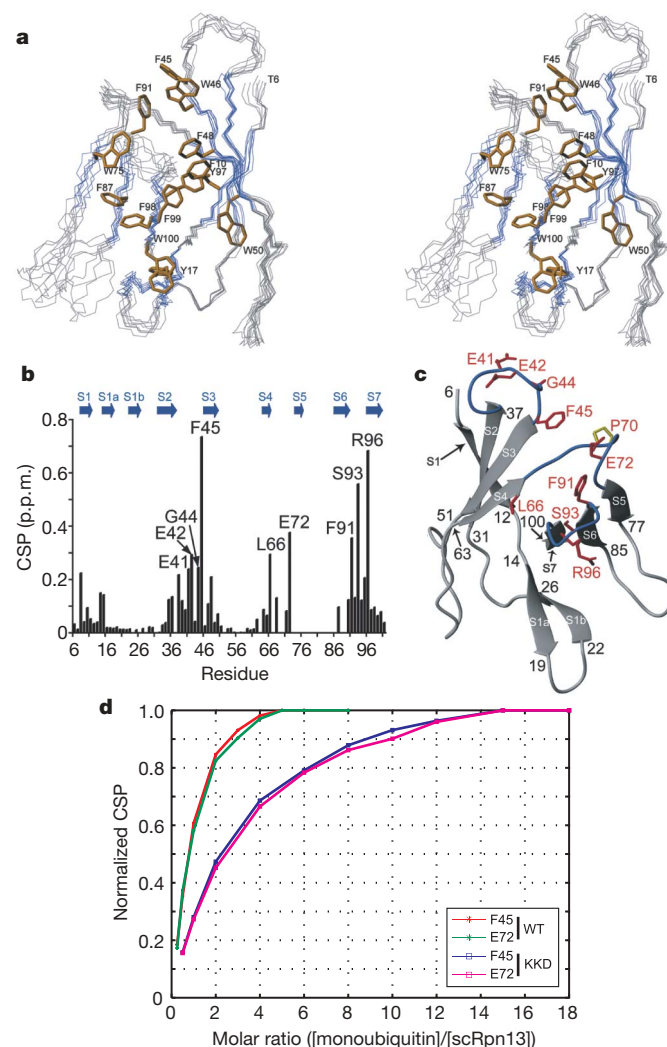 a
F45
W46
T6
F91
F48
F10
Y97
W75
F87
F98
F99
W100
W50
Y17
F45
W46
T6
F91
F48
F10
Y97
W75
F87
F98
F99
W100
W50
Y17
b
S1 S1a S1b S2 S3 S4 S5 S6 S7
CSP (p.p.m.)
0.8
0.6
0.4
0.2
0
F45
R96
S93
G44
E72
F91
E42
L66
E41
6 16 26 36 46 56 66 76 86 96
Residue
c
E41
E42
G44
6
F45
37
S2
P70
S1
S3
E72
S4
F91
L66
S5
51
12
S93
100
77
63
31
S6
14
S7
85
R96
26
S1a
S1b
19
22
d
Normalized CSP
1.0
0.8
0.6
0.4
0.2
0
0 2 4 6 8 10 12 14 16 18
Molar ratio ([monoubiquitin]/[scRpn13])
F45
E72
WT
F45
E72
KKD